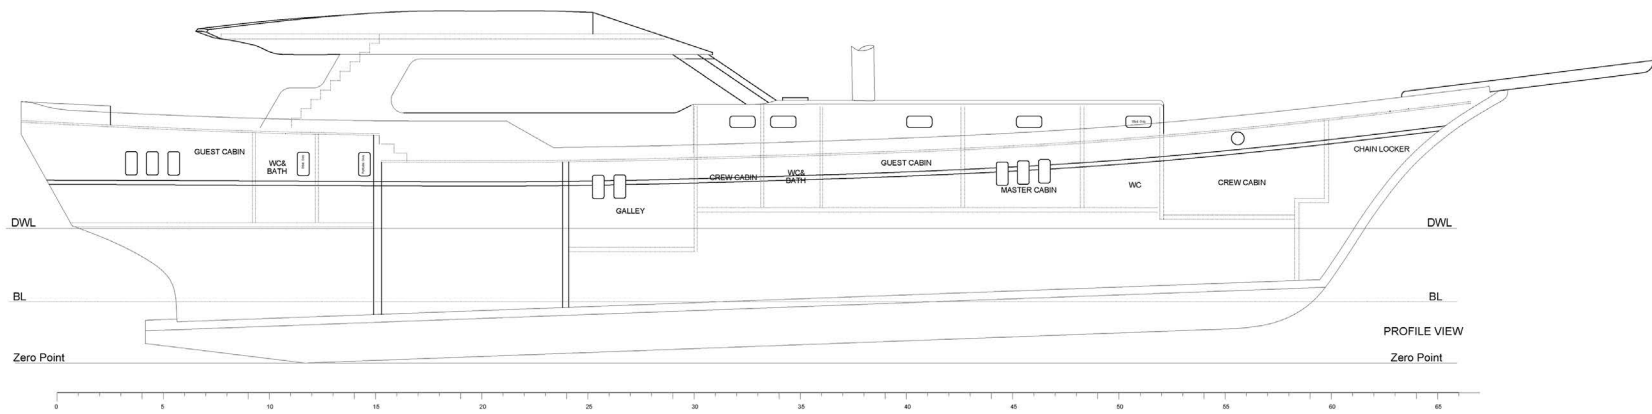 GUEST CABIN
WC&
BATH
CREW CABIN
WC&
BATH
GUEST CABIN
GALLEY
MASTER CABIN
WC
CREW CABIN
CHAIN LOCKER
DWL
DWL
BL
BL
PROFILE VIEW
Zero Point
Zero Point
0 5 10 15 20 25 30 35 40 45 50 55 60 65